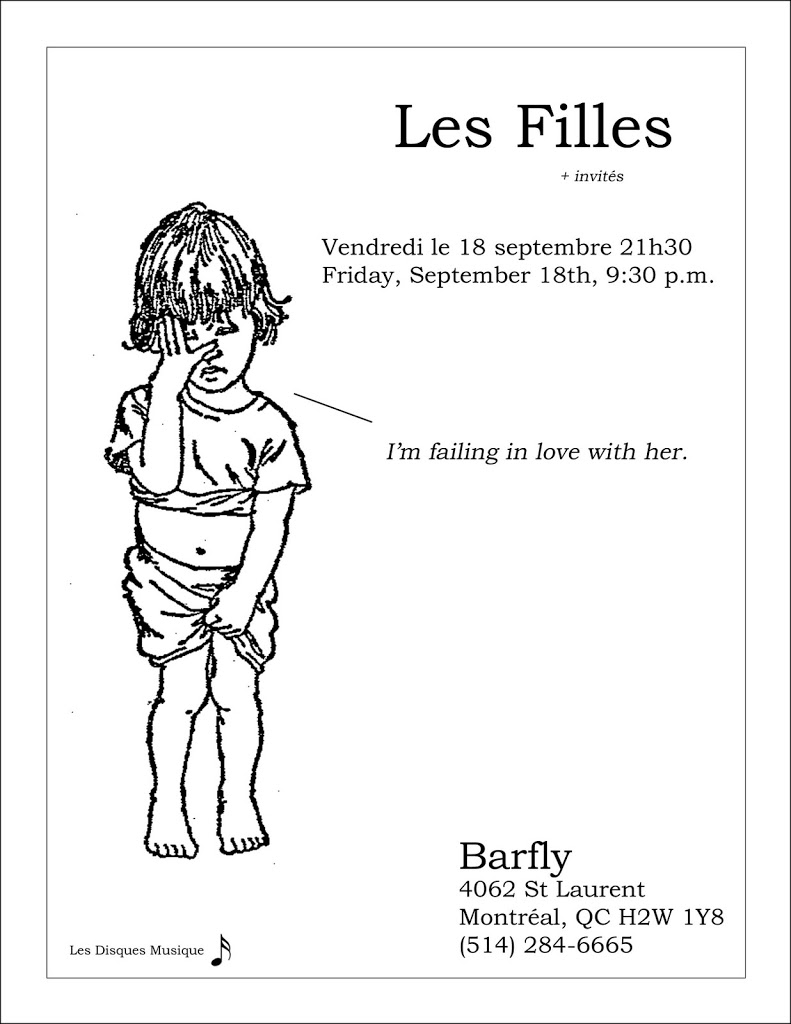 Les Filles
+ invités
Vendredi le 18 septembre 21h30
Friday, September 18th, 9:30 p.m.
I'm failing in love with her.
Barfly
4062 St Laurent
Montréal, QC H2W 1Y8
(514) 284-6665
Les Disques Musique